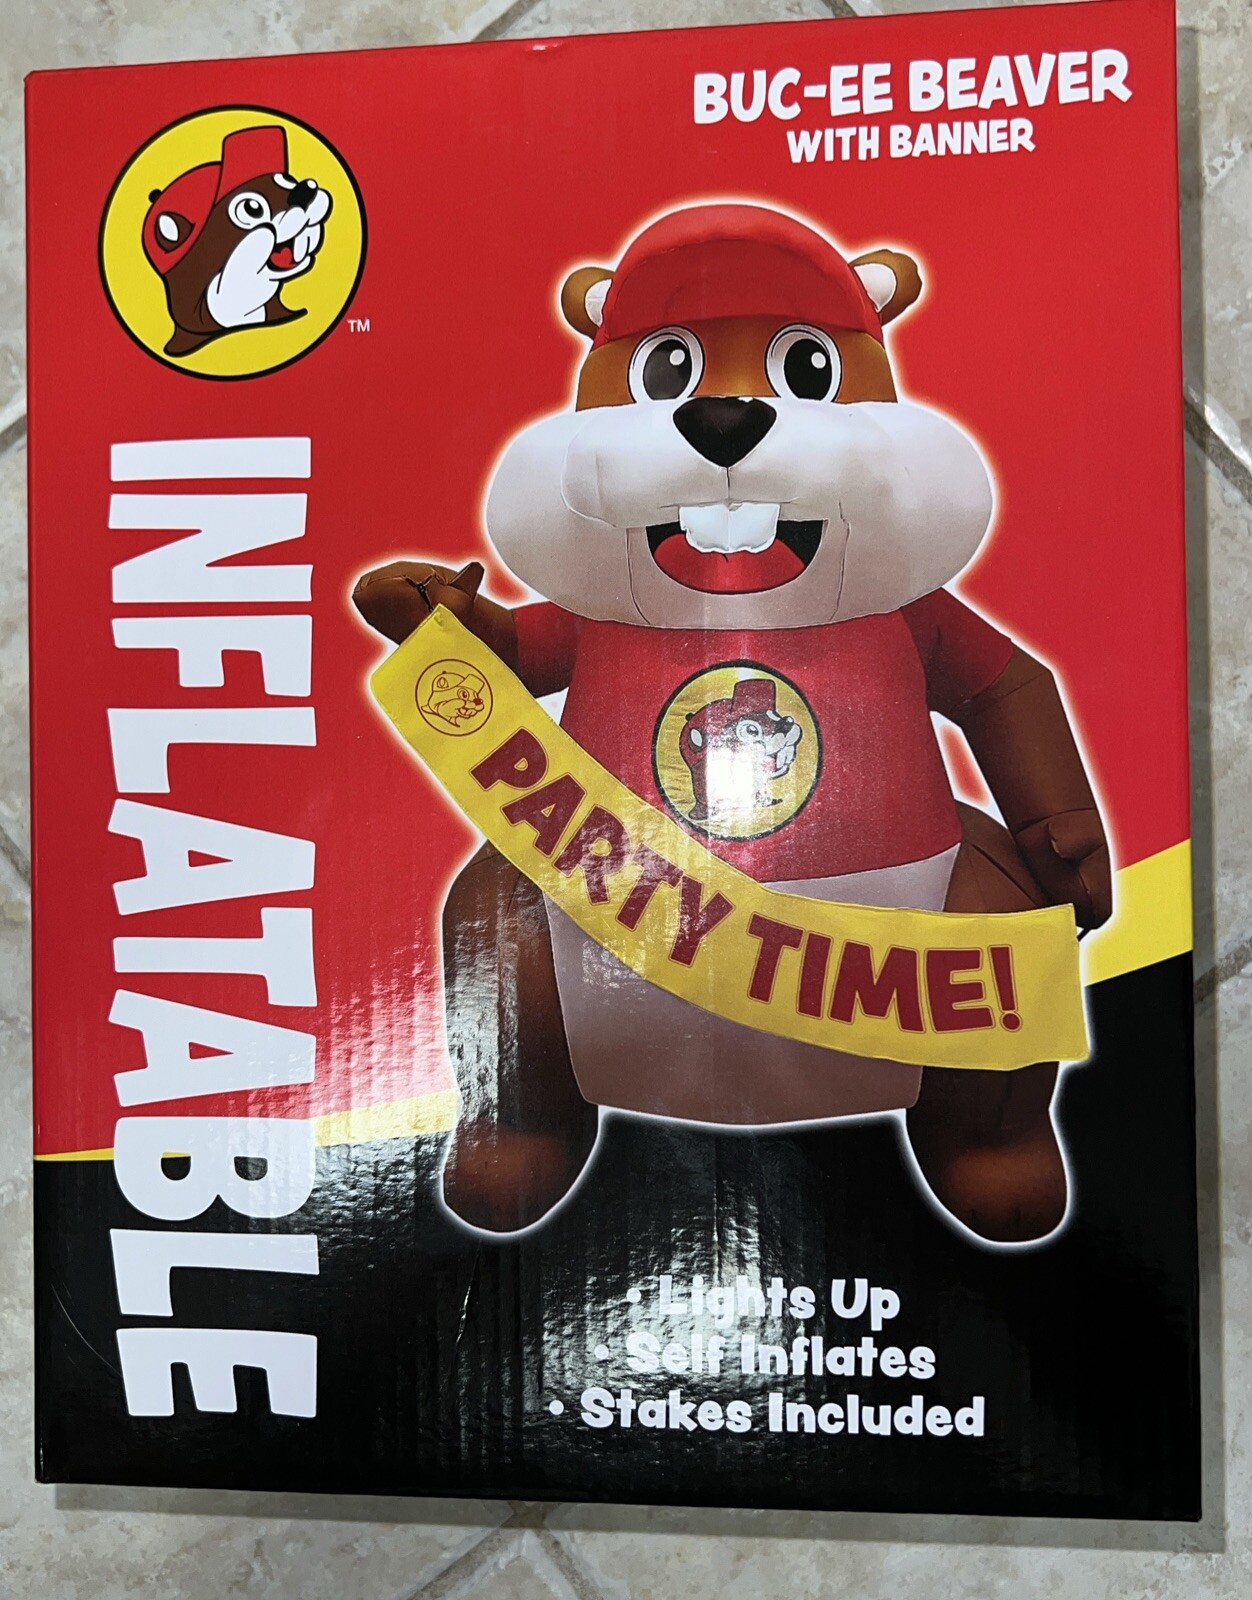 BUC-EE BEAVER
WITH BANNER
TM
INFLATABLE
PARTY TIME!
• Lights Up
• Self Inflates
• Stakes Included